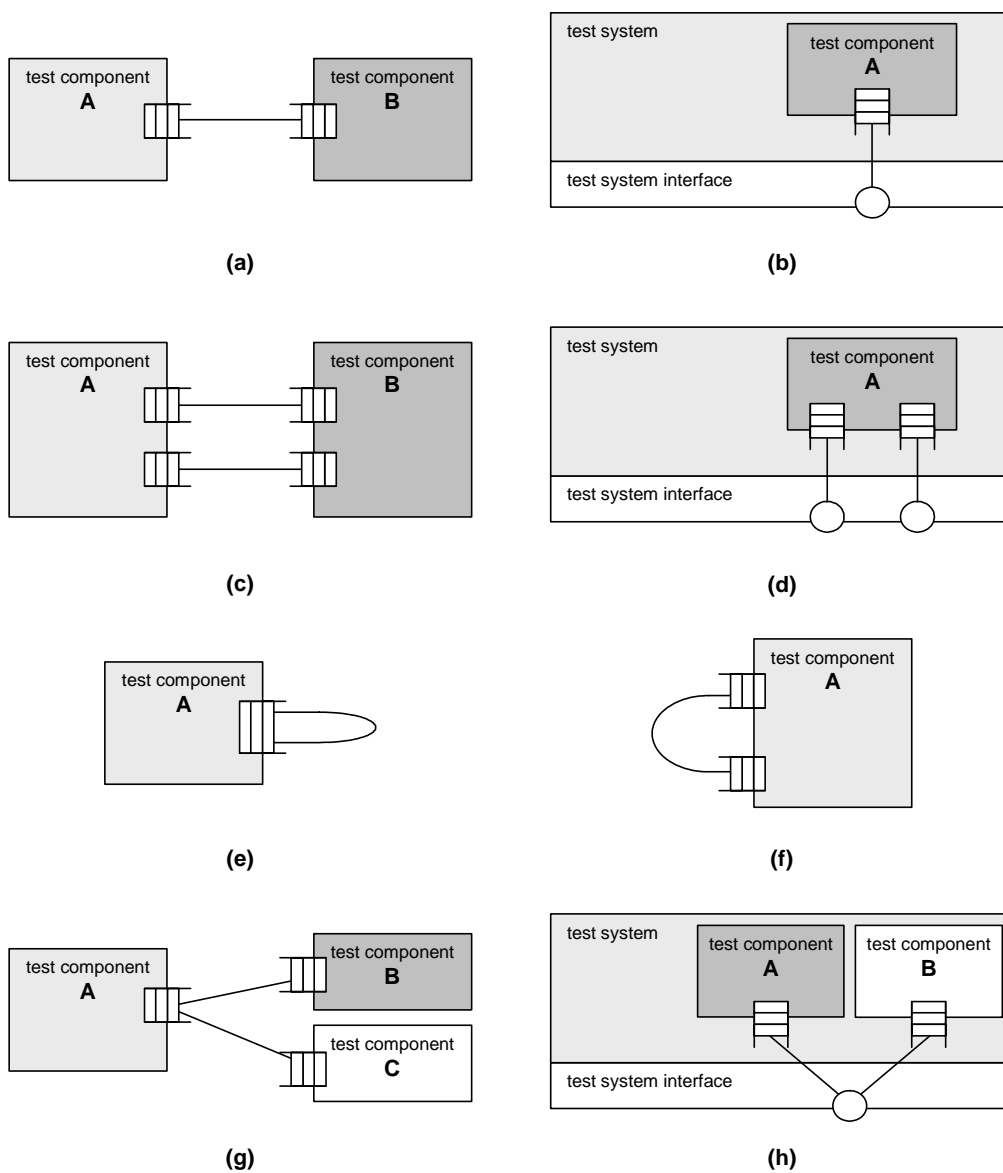 test component
A
test component
B
(a)
test system
test component
A
test system interface
(b)
test component
A
test component
B
(c)
test system
test component
A
test system interface
(d)
test component
A
(e)
test component
A
(f)
test component
A
test component
B
test component
C
(g)
test system
test component
A
test component
B
test system interface
(h)